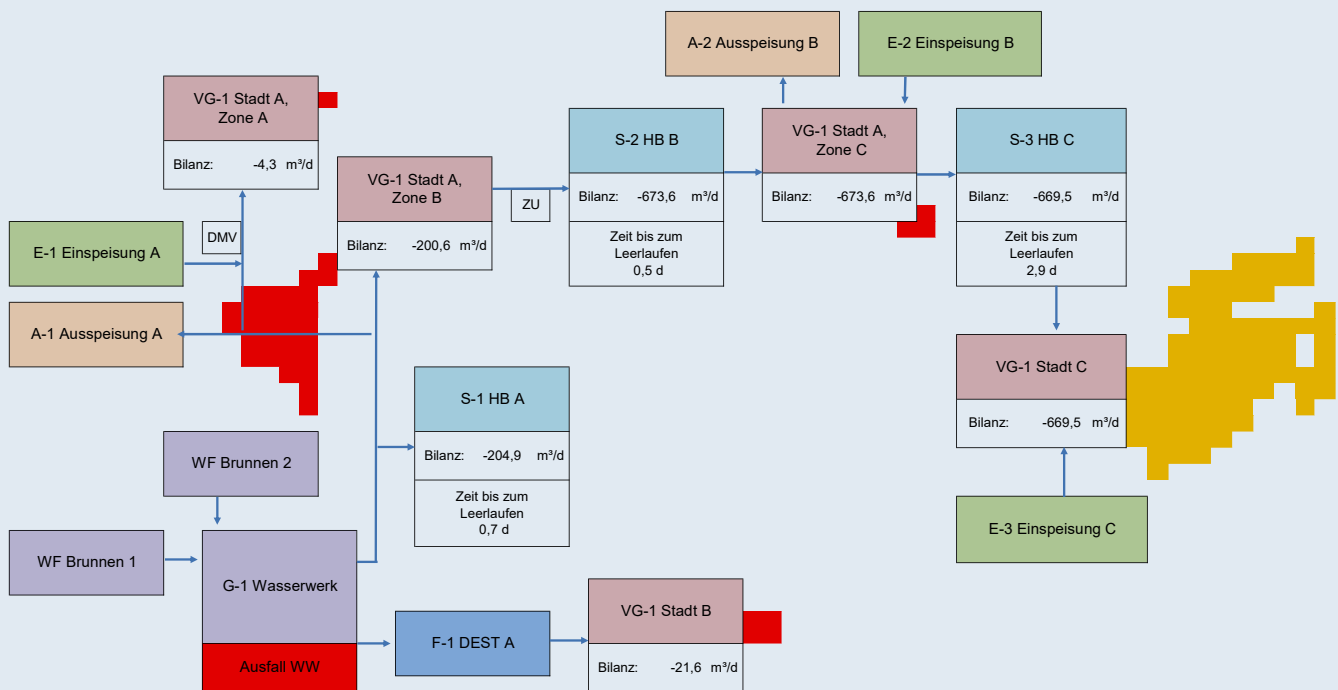 A-2 Ausspeisung B
E-2 Einspeisung B
VG-1 Stadt A,
Zone A
Bilanz: -4,3 m³/d
S-2 HB B
Bilanz: -673,6 m³/d
Zeit bis zum
Leerlaufen
0,5 d
VG-1 Stadt A,
Zone C
Bilanz: -673,6 m³/d
S-3 HB C
Bilanz: -669,5 m³/d
Zeit bis zum
Leerlaufen
2,9 d
VG-1 Stadt A,
Zone B
Bilanz: -200,6 m³/d
ZU
DMV
E-1 Einspeisung A
A-1 Ausspeisung A
VG-1 Stadt C
Bilanz: -669,5 m³/d
S-1 HB A
Bilanz: -204,9 m³/d
Zeit bis zum
Leerlaufen
0,7 d
WF Brunnen 2
WF Brunnen 1
G-1 Wasserwerk
Ausfall WW
E-3 Einspeisung C
F-1 DEST A
VG-1 Stadt B
Bilanz: -21,6 m³/d